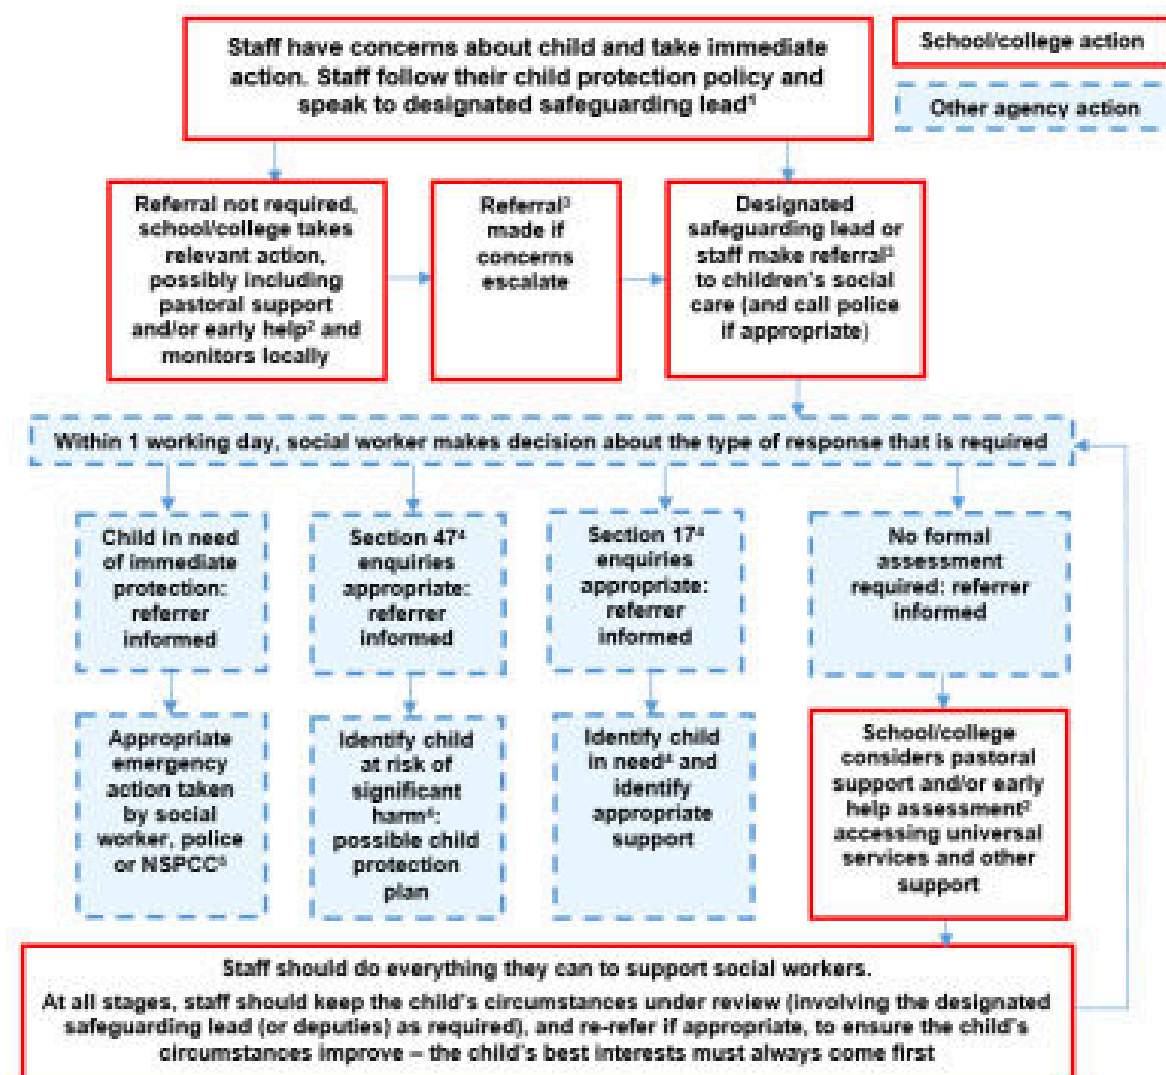 Staff have concerns about child and take immediate
action. Staff follow their child protection policy and
speak to designated safeguarding lead¹
School/college action
Other agency action
Referral not required,
school/college takes
relevant action,
possibly including
pastoral support
and/or early help² and
monitors locally
Referral³
made if
concerns
escalate
Designated
safeguarding lead or
staff make referral³
to children's social
care (and call police
if appropriate)
Within 1 working day, social worker makes decision about the type of response that is required
Child in need
of immediate
protection:
referrer
informed
Section 47⁴
enquiries
appropriate:
referrer
informed
Section 17⁴
enquiries
appropriate:
referrer
informed
No formal
assessment
required: referrer
informed
Appropriate
emergency
action taken
by social
worker, police
or NSPCC⁵
Identify child
at risk of
significant
harm⁴:
possible child
protection
plan
Identify child
in need⁴ and
identify
appropriate
support
School/college
considers pastoral
support and/or early
help assessment²
accessing universal
services and other
support
Staff should do everything they can to support social workers.
At all stages, staff should keep the child's circumstances under review (involving the designated
safeguarding lead (or deputies) as required), and re-refer if appropriate, to ensure the child's
circumstances improve – the child's best interests must always come first